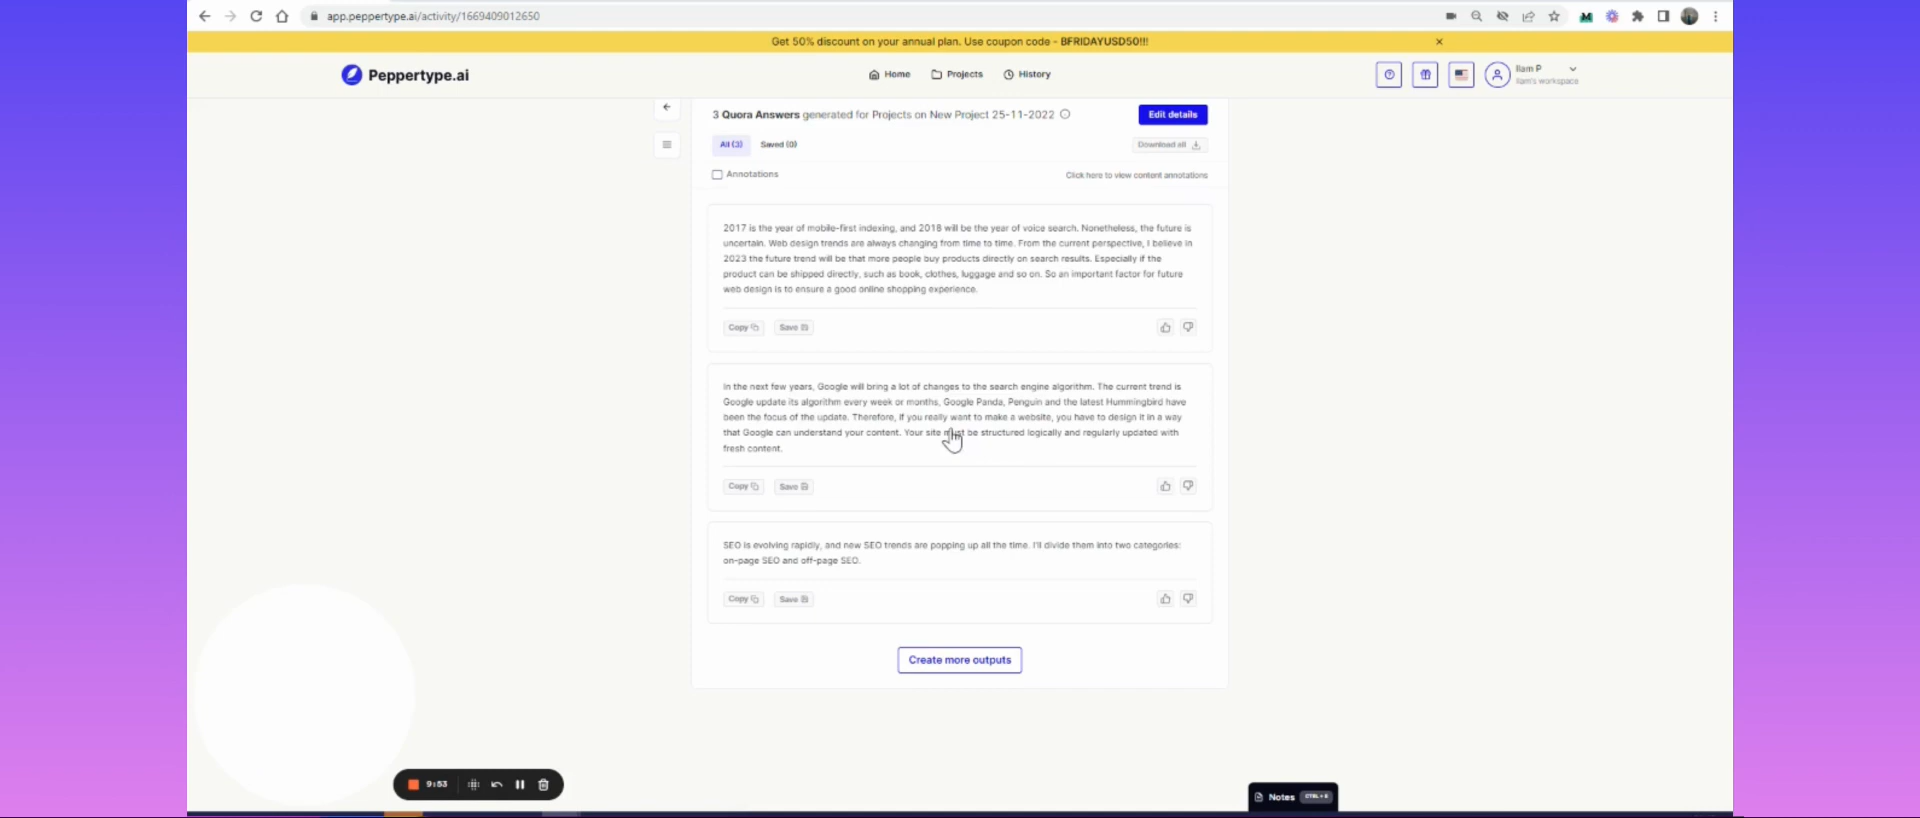 app.peppertype.ai/activity/1669409012650
Get 50% discount on your annual plan. Use coupon code - BFRIDAYUSD50!!!
Peppertype.ai
Home
Projects
History
Ilam P
Ilam's workspace
3 Quora Answers generated for Projects on New Project 25-11-2022
Edit details
All (3)
Saved (0)
Download all
Annotations
Click here to view content annotations
2017 is the year of mobile-first indexing, and 2018 will be the year of voice search. Nonetheless, the future is
uncertain. Web design trends are always changing from time to time. From the current perspective, I believe in
2023 the future trend will be that more people buy products directly on search results. Especially if the
product can be shipped directly, such as book, clothes, luggage and so on. So an important factor for future
web design is to ensure a good online shopping experience.
Copy
Save
In the next few years, Google will bring a lot of changes to the search engine algorithm. The current trend is
Google update its algorithm every week or months, Google Panda, Penguin and the latest Hummingbird have
been the focus of the update. Therefore, if you really want to make a website, you have to design it in a way
that Google can understand your content. Your site must be structured logically and regularly updated with
fresh content.
Copy
Save
SEO is evolving rapidly, and new SEO trends are popping up all the time. I'll divide them into two categories:
on-page SEO and off-page SEO.
Copy
Save
Create more outputs
9:53
Notes